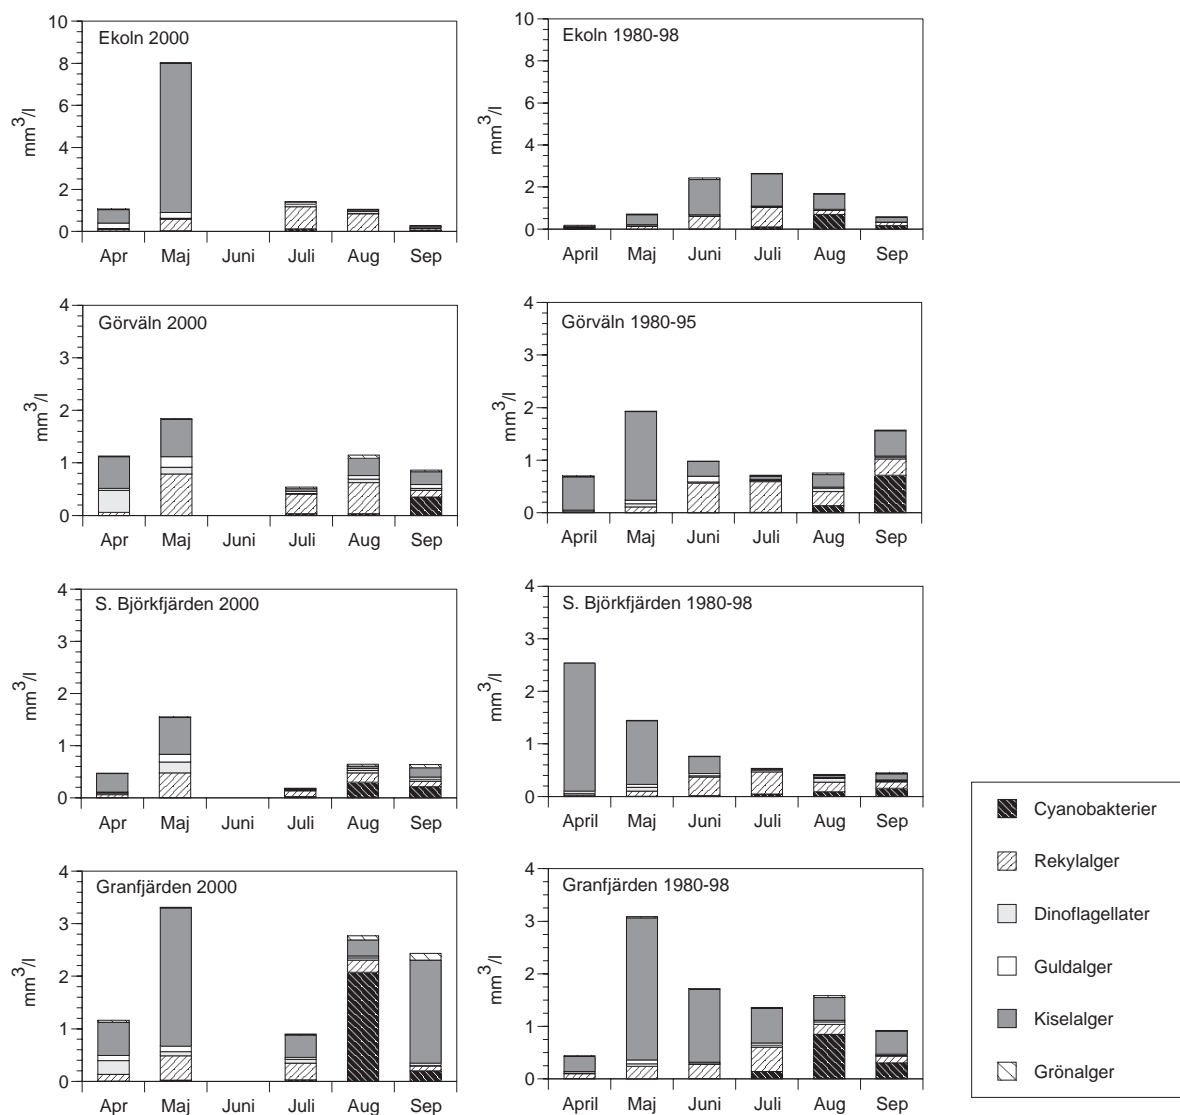 Ekoln 2000
mm3/l
10
8
6
4
2
0
Apr Maj Juni Juli Aug Sep
Ekoln 1980-98
mm3/l
10
8
6
4
2
0
April Maj Juni Juli Aug Sep
Görväln 2000
mm3/l
4
3
2
1
0
Apr Maj Juni Juli Aug Sep
Görväln 1980-95
mm3/l
4
3
2
1
0
April Maj Juni Juli Aug Sep
S. Björkfjärden 2000
mm3/l
4
3
2
1
0
Apr Maj Juni Juli Aug Sep
S. Björkfjärden 1980-98
mm3/l
4
3
2
1
0
April Maj Juni Juli Aug Sep
Granfjärden 2000
mm3/l
4
3
2
1
0
Apr Maj Juni Juli Aug Sep
Granfjärden 1980-98
mm3/l
4
3
2
1
0
April Maj Juni Juli Aug Sep
Cyanobakterier
Rekylalger
Dinoflagellater
Guldalger
Kiselalger
Grönalger